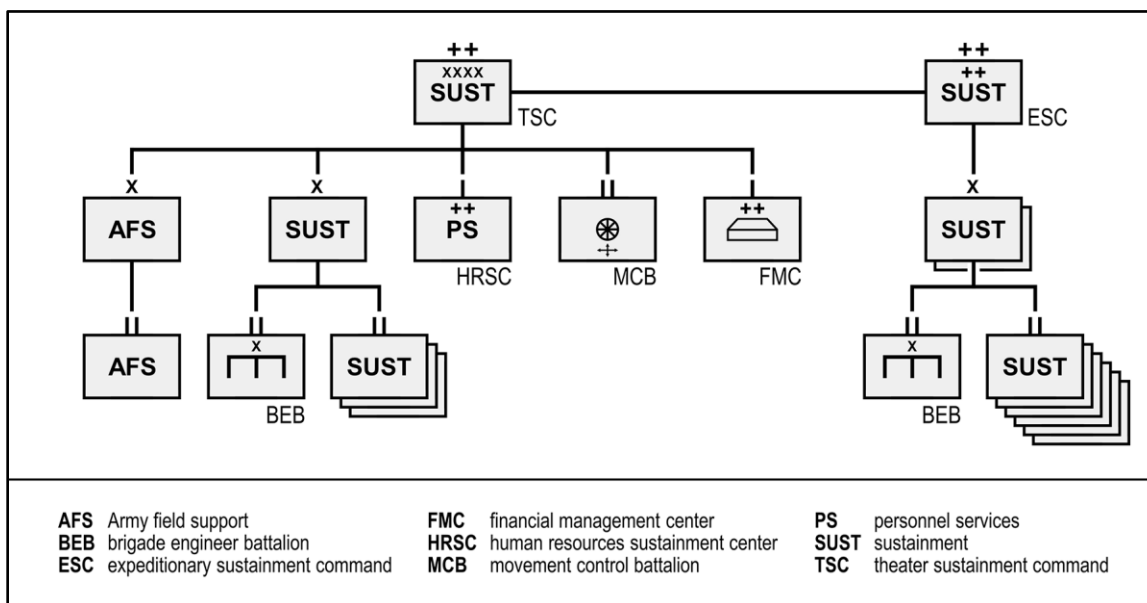 ++ ++
XXXX ++
SUST SUST
TSC ESC
X X X
++ ++
AFS SUST PS SUST
HRSC MCB FMC
X X
AFS SUST SUST
BEB BEB
AFS Army field support
BEB brigade engineer battalion
ESC expeditionary sustainment command
FMC financial management center
HRSC human resources sustainment center
MCB movement control battalion
PS personnel services
SUST sustainment
TSC theater sustainment command